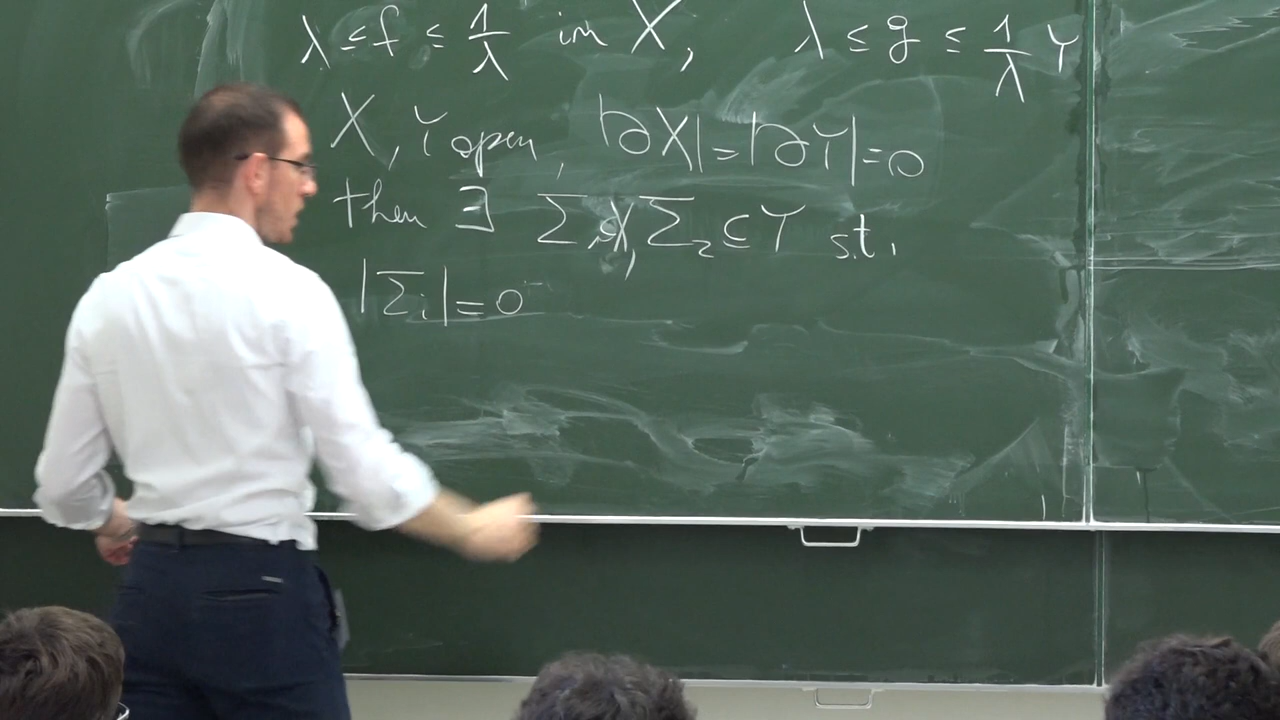 λ ≤ f ≤ 1/λ in X, λ ≤ g ≤ 1/λ Y
X, Y open, |∂X| = |∂Y| = 0
then ∃ Σ₁⊆X, Σ₂ ⊆ Y s.t.
|Σᵢ| = 0